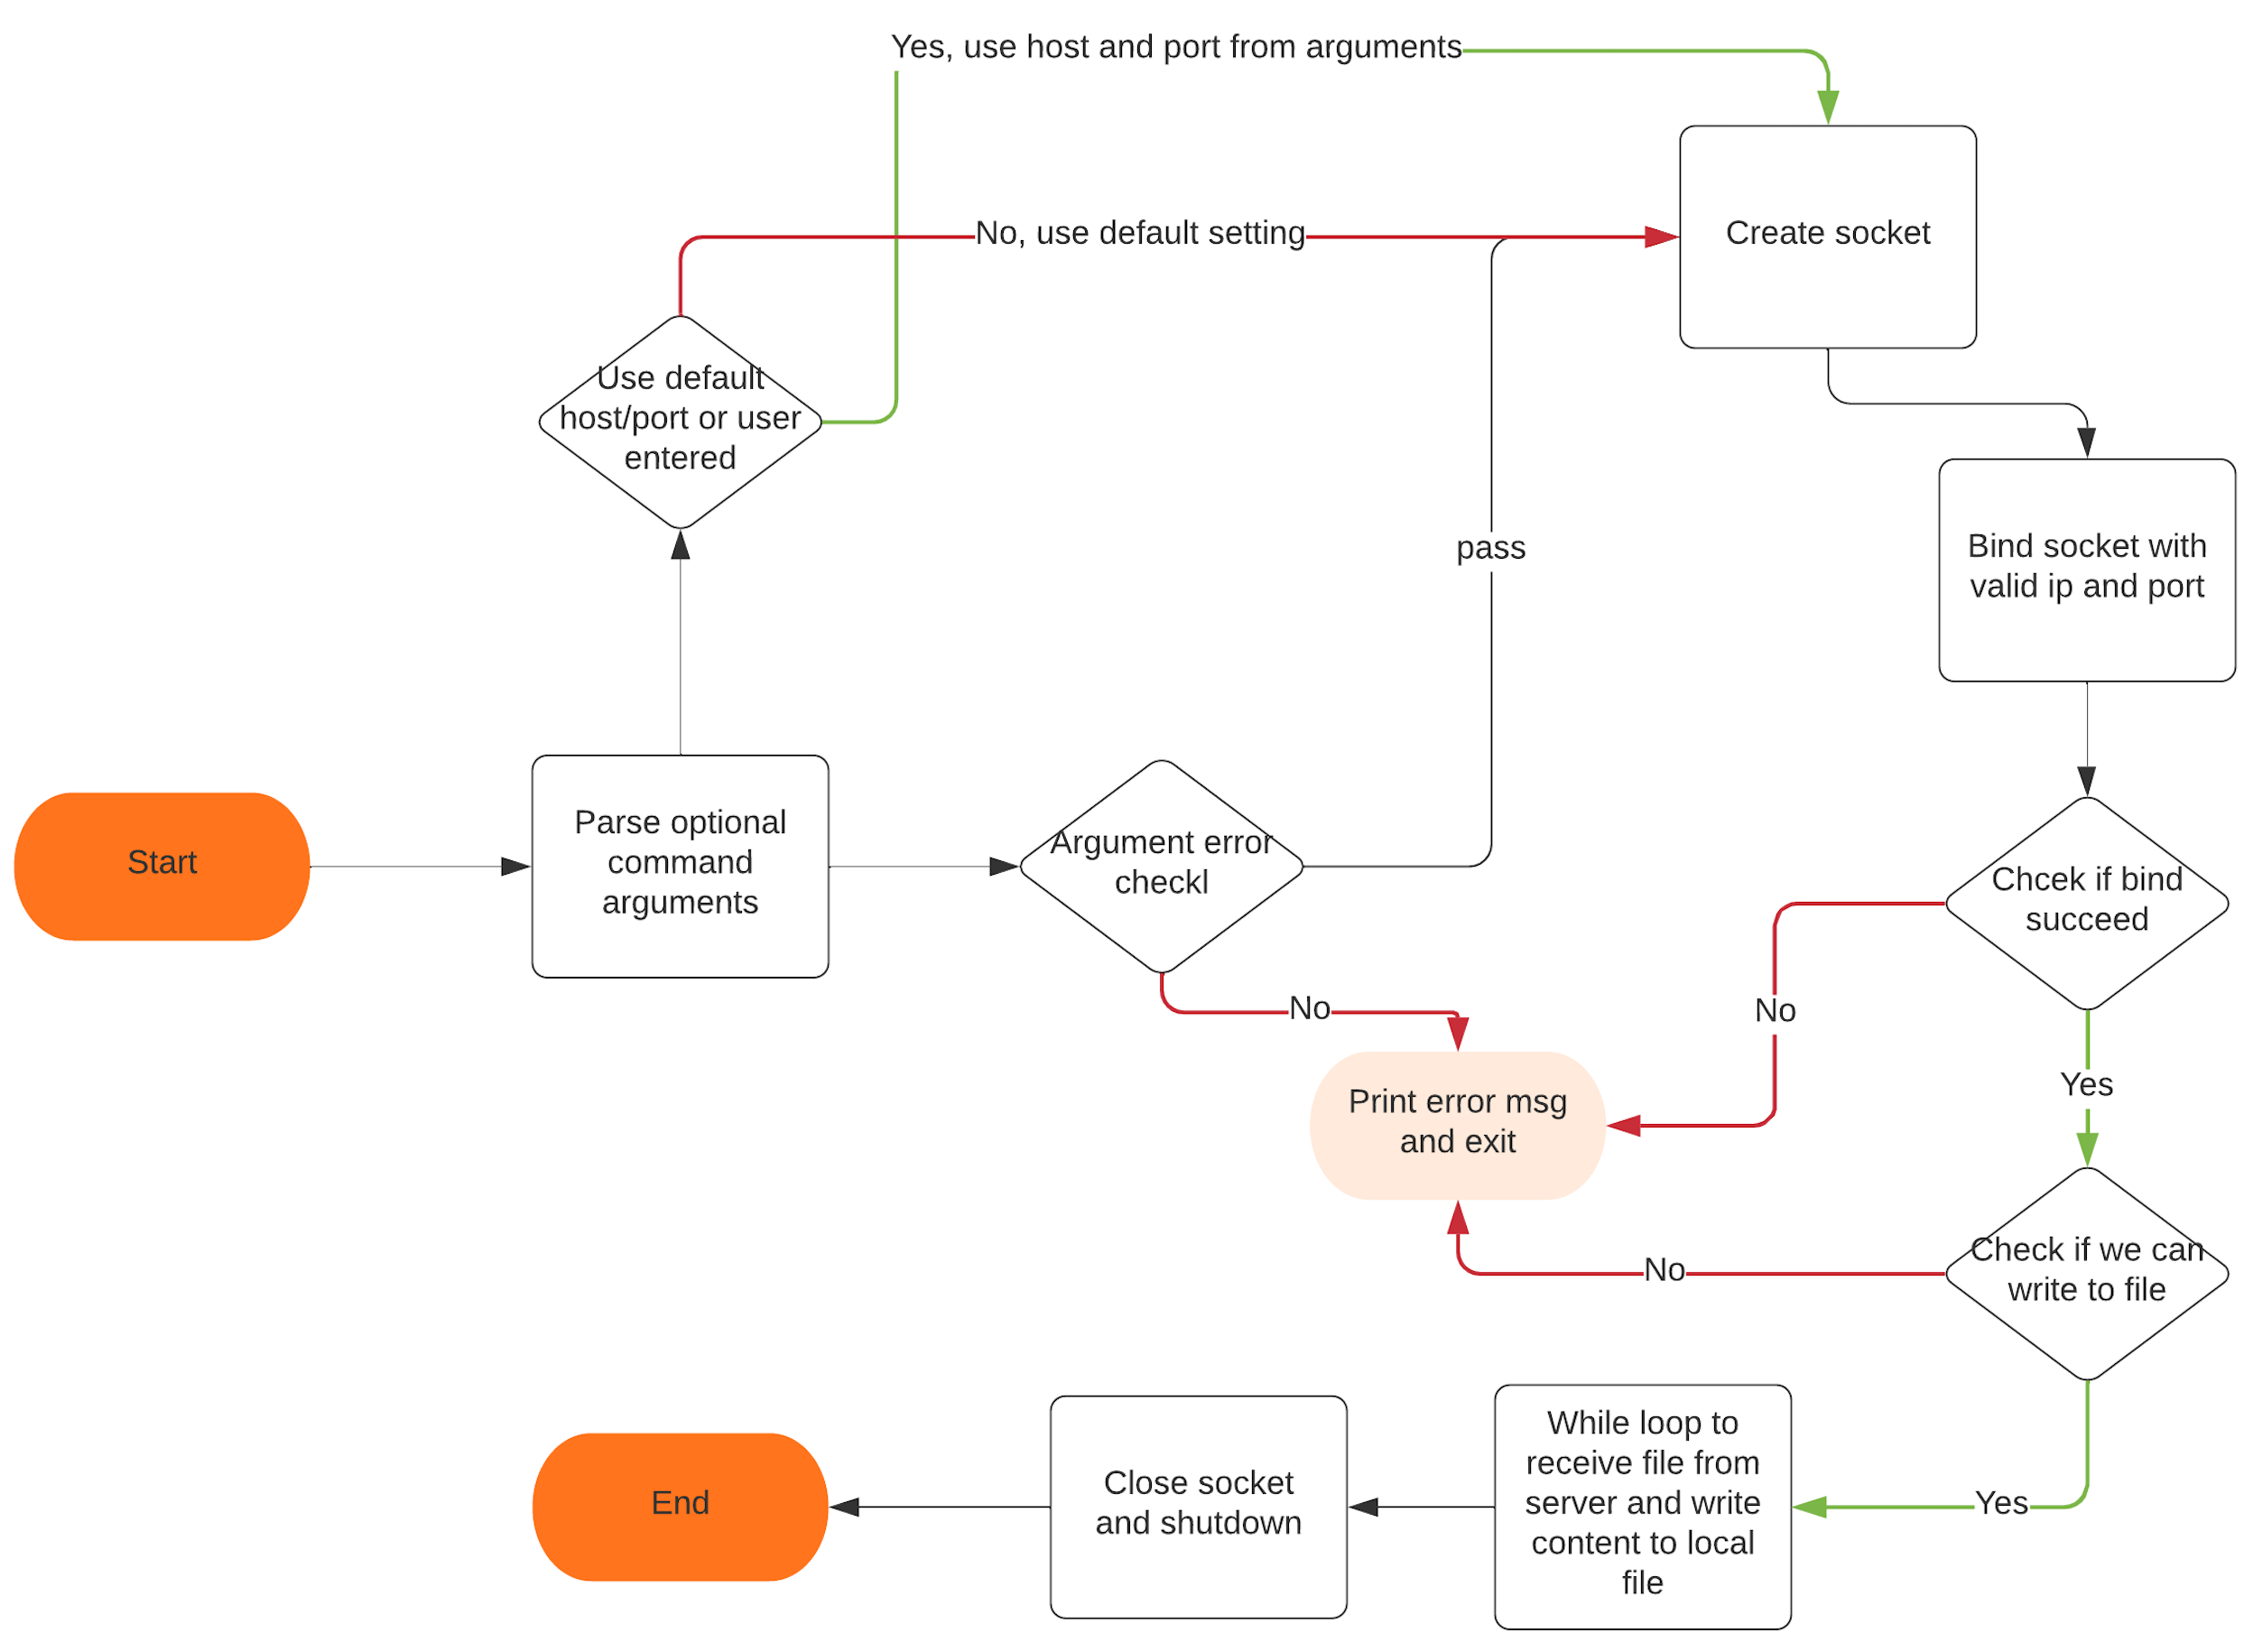 Yes, use host and port from arguments
No, use default setting
Create socket
Use default
host/port or user
entered
pass
Bind socket with
valid ip and port
Start
Parse optional
command
arguments
Argument error
checkl
Chcek if bind
succeed
No
No
Yes
Print error msg
and exit
No
Check if we can
write to file
Yes
While loop to
receive file from
server and write
content to local
file
Close socket
and shutdown
End